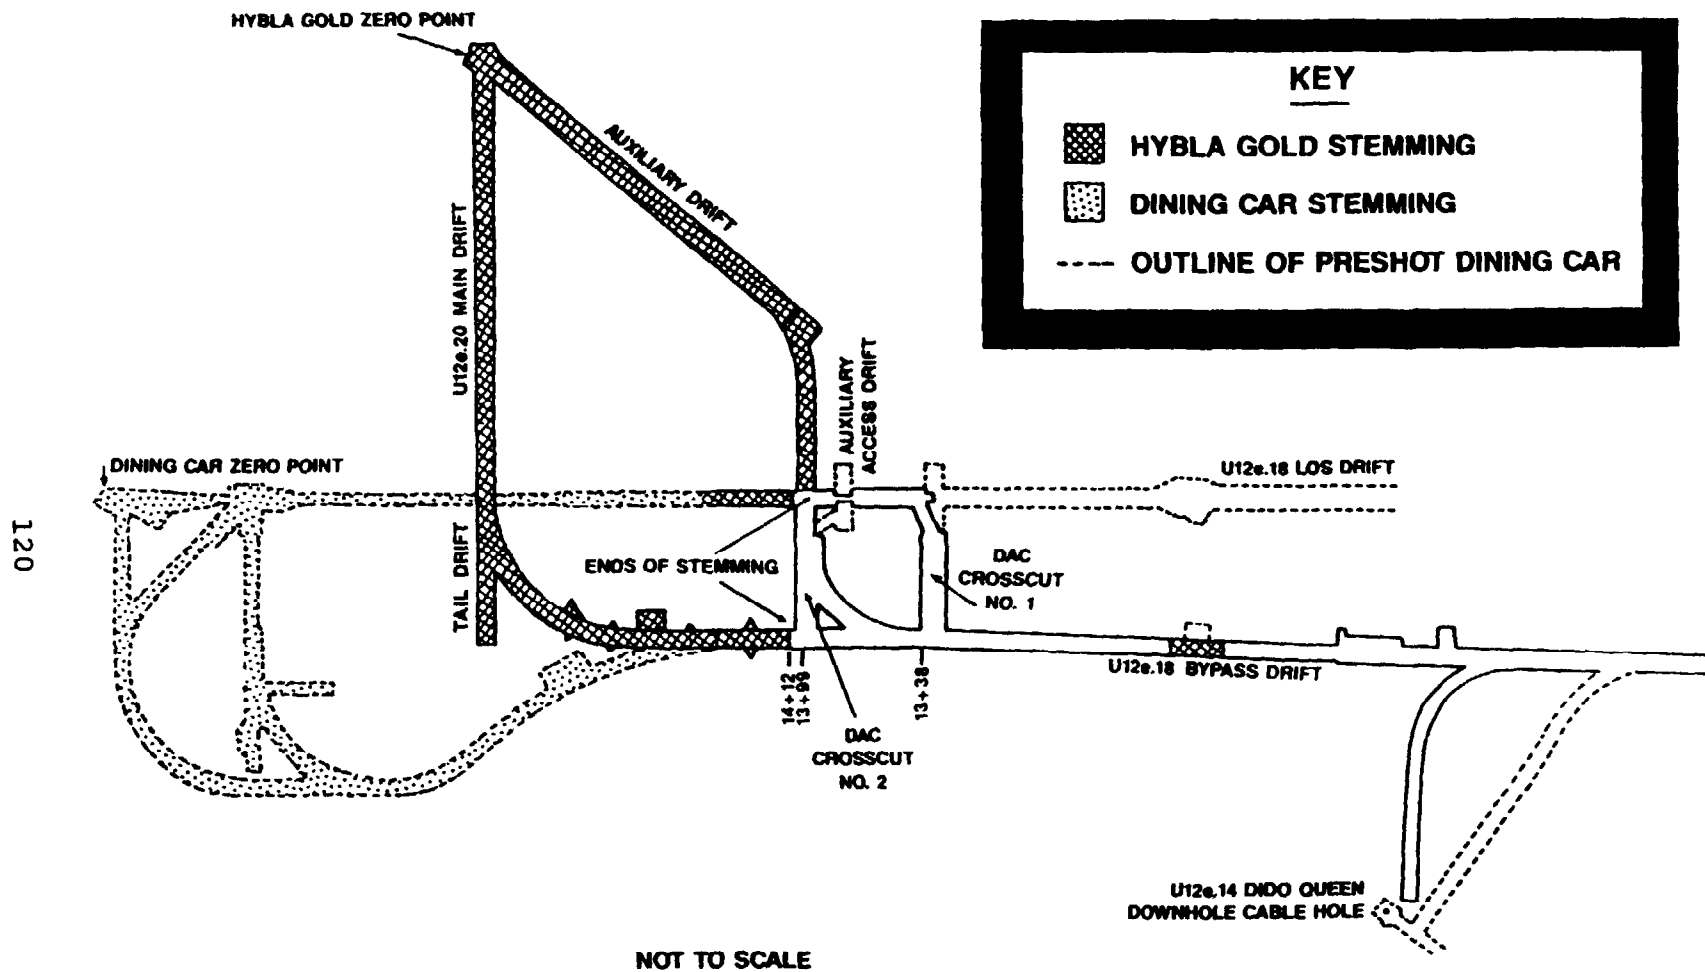 HYBLA GOLD ZERO POINT
KEY
HYBLA GOLD STEMMING
DINING CAR STEMMING
OUTLINE OF PRESHOT DINING CAR
AUXILIARY DRIFT
U12e.20 MAIN DRIFT
AUXILIARY
ACCESS DRIFT
DINING CAR ZERO POINT
U12e.18 LOS DRIFT
120
TAIL DRIFT
ENDS OF STEMMING
DAC
CROSSCUT
NO. 1
U12e.18 BYPASS DRIFT
14+12
13+99
13+38
DAC
CROSSCUT
NO. 2
U12e.14 DIDO QUEEN
DOWNHOLE CABLE HOLE
NOT TO SCALE